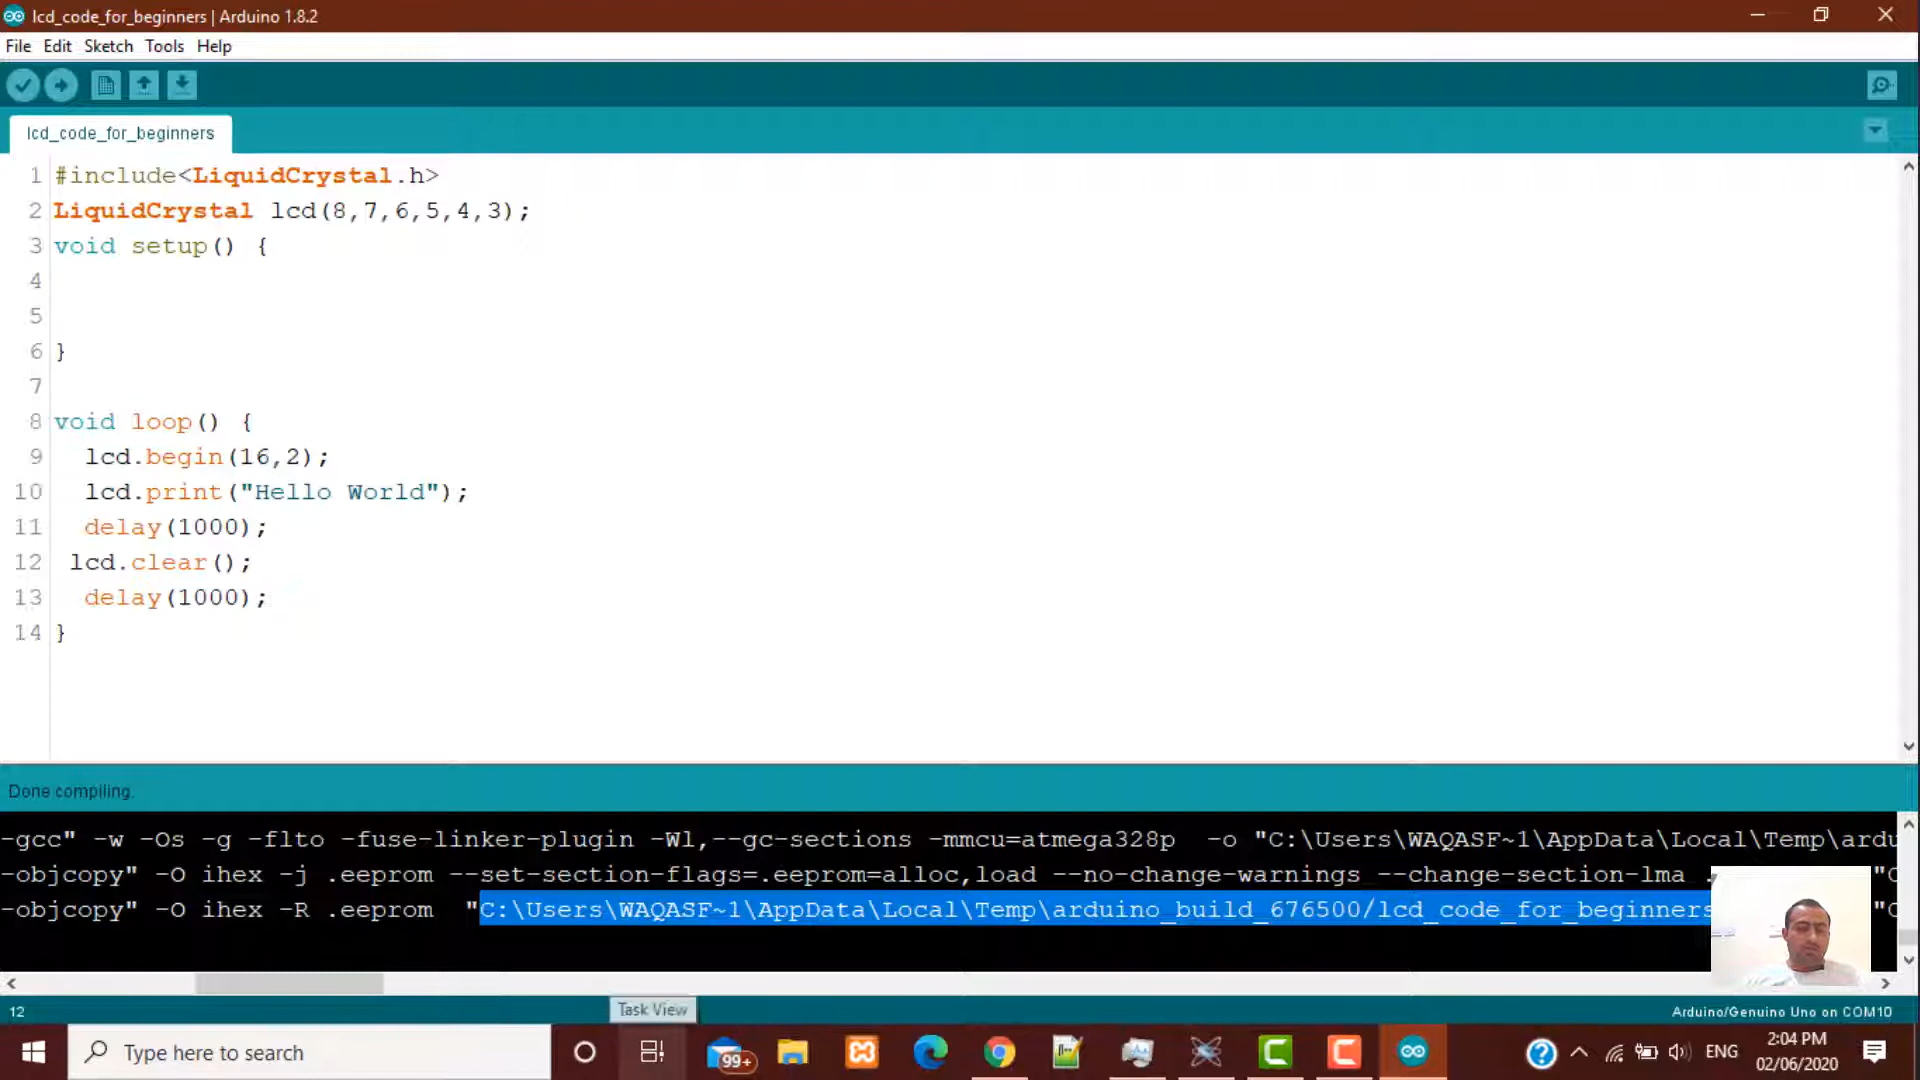 lcd_code_for_beginners | Arduino 1.8.2
File Edit Sketch Tools Help
lcd_code_for_beginners
1 #include<LiquidCrystal.h>
2 LiquidCrystal lcd(8,7,6,5,4,3);
3 void setup() {
4
5
6 }
7
8 void loop() {
9 lcd.begin(16,2);
10 lcd.print("Hello World");
11 delay(1000);
12 lcd.clear();
13 delay(1000);
14 }
Done compiling.
-gcc" -w -Os -g -flto -fuse-linker-plugin -Wl,--gc-sections -mmcu=atmega328p -o "C:\Users\WAQASF~1\AppData\Local\Temp\ardu
-objcopy" -O ihex -j .eeprom --set-section-flags=.eeprom=alloc,load --no-change-warnings --change-section-lma . "C
-objcopy" -O ihex -R .eeprom "C:\Users\WAQASF~1\AppData\Local\Temp\arduino_build_676500/lcd_code_for_beginners "C
12
Task View
Arduino/Genuino Uno on COM10
Type here to search
99+
ENG
2:04 PM
02/06/2020